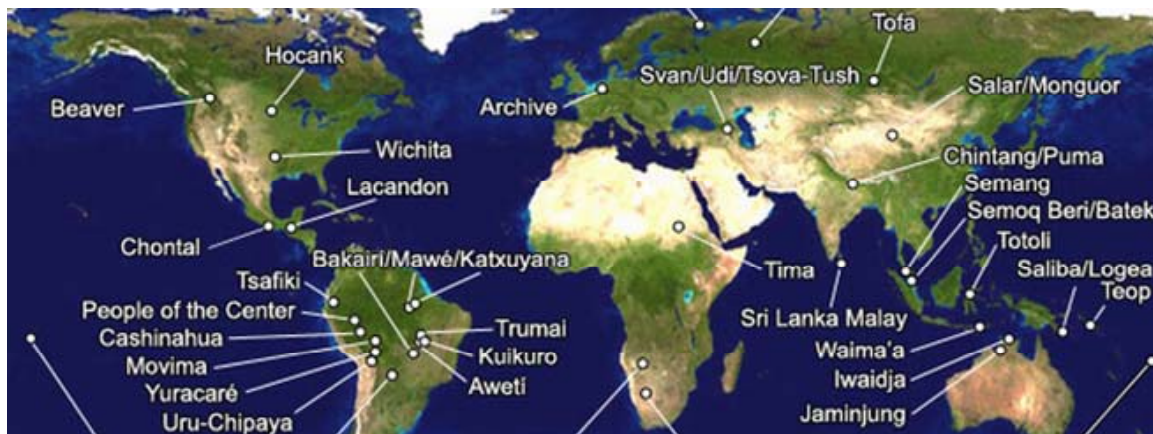 Tofa
Hocank
Svan/Udi/Tsova-Tush
Beaver
Archive
Salar/Monguor
Wichita
Chintang/Puma
Lacandon
Semang
Semoq Beri/Batek
Chontal
Totoli
Bakairi/Mawé/Katxuyana
Tima
Tsafiki
Saliba/Logea
Teop
People of the Center
Sri Lanka Malay
Trumai
Cashinahua
Waima'a
Kuikuro
Movima
Iwaidja
Yuracaré
Awetí
Jaminjung
Uru-Chipaya